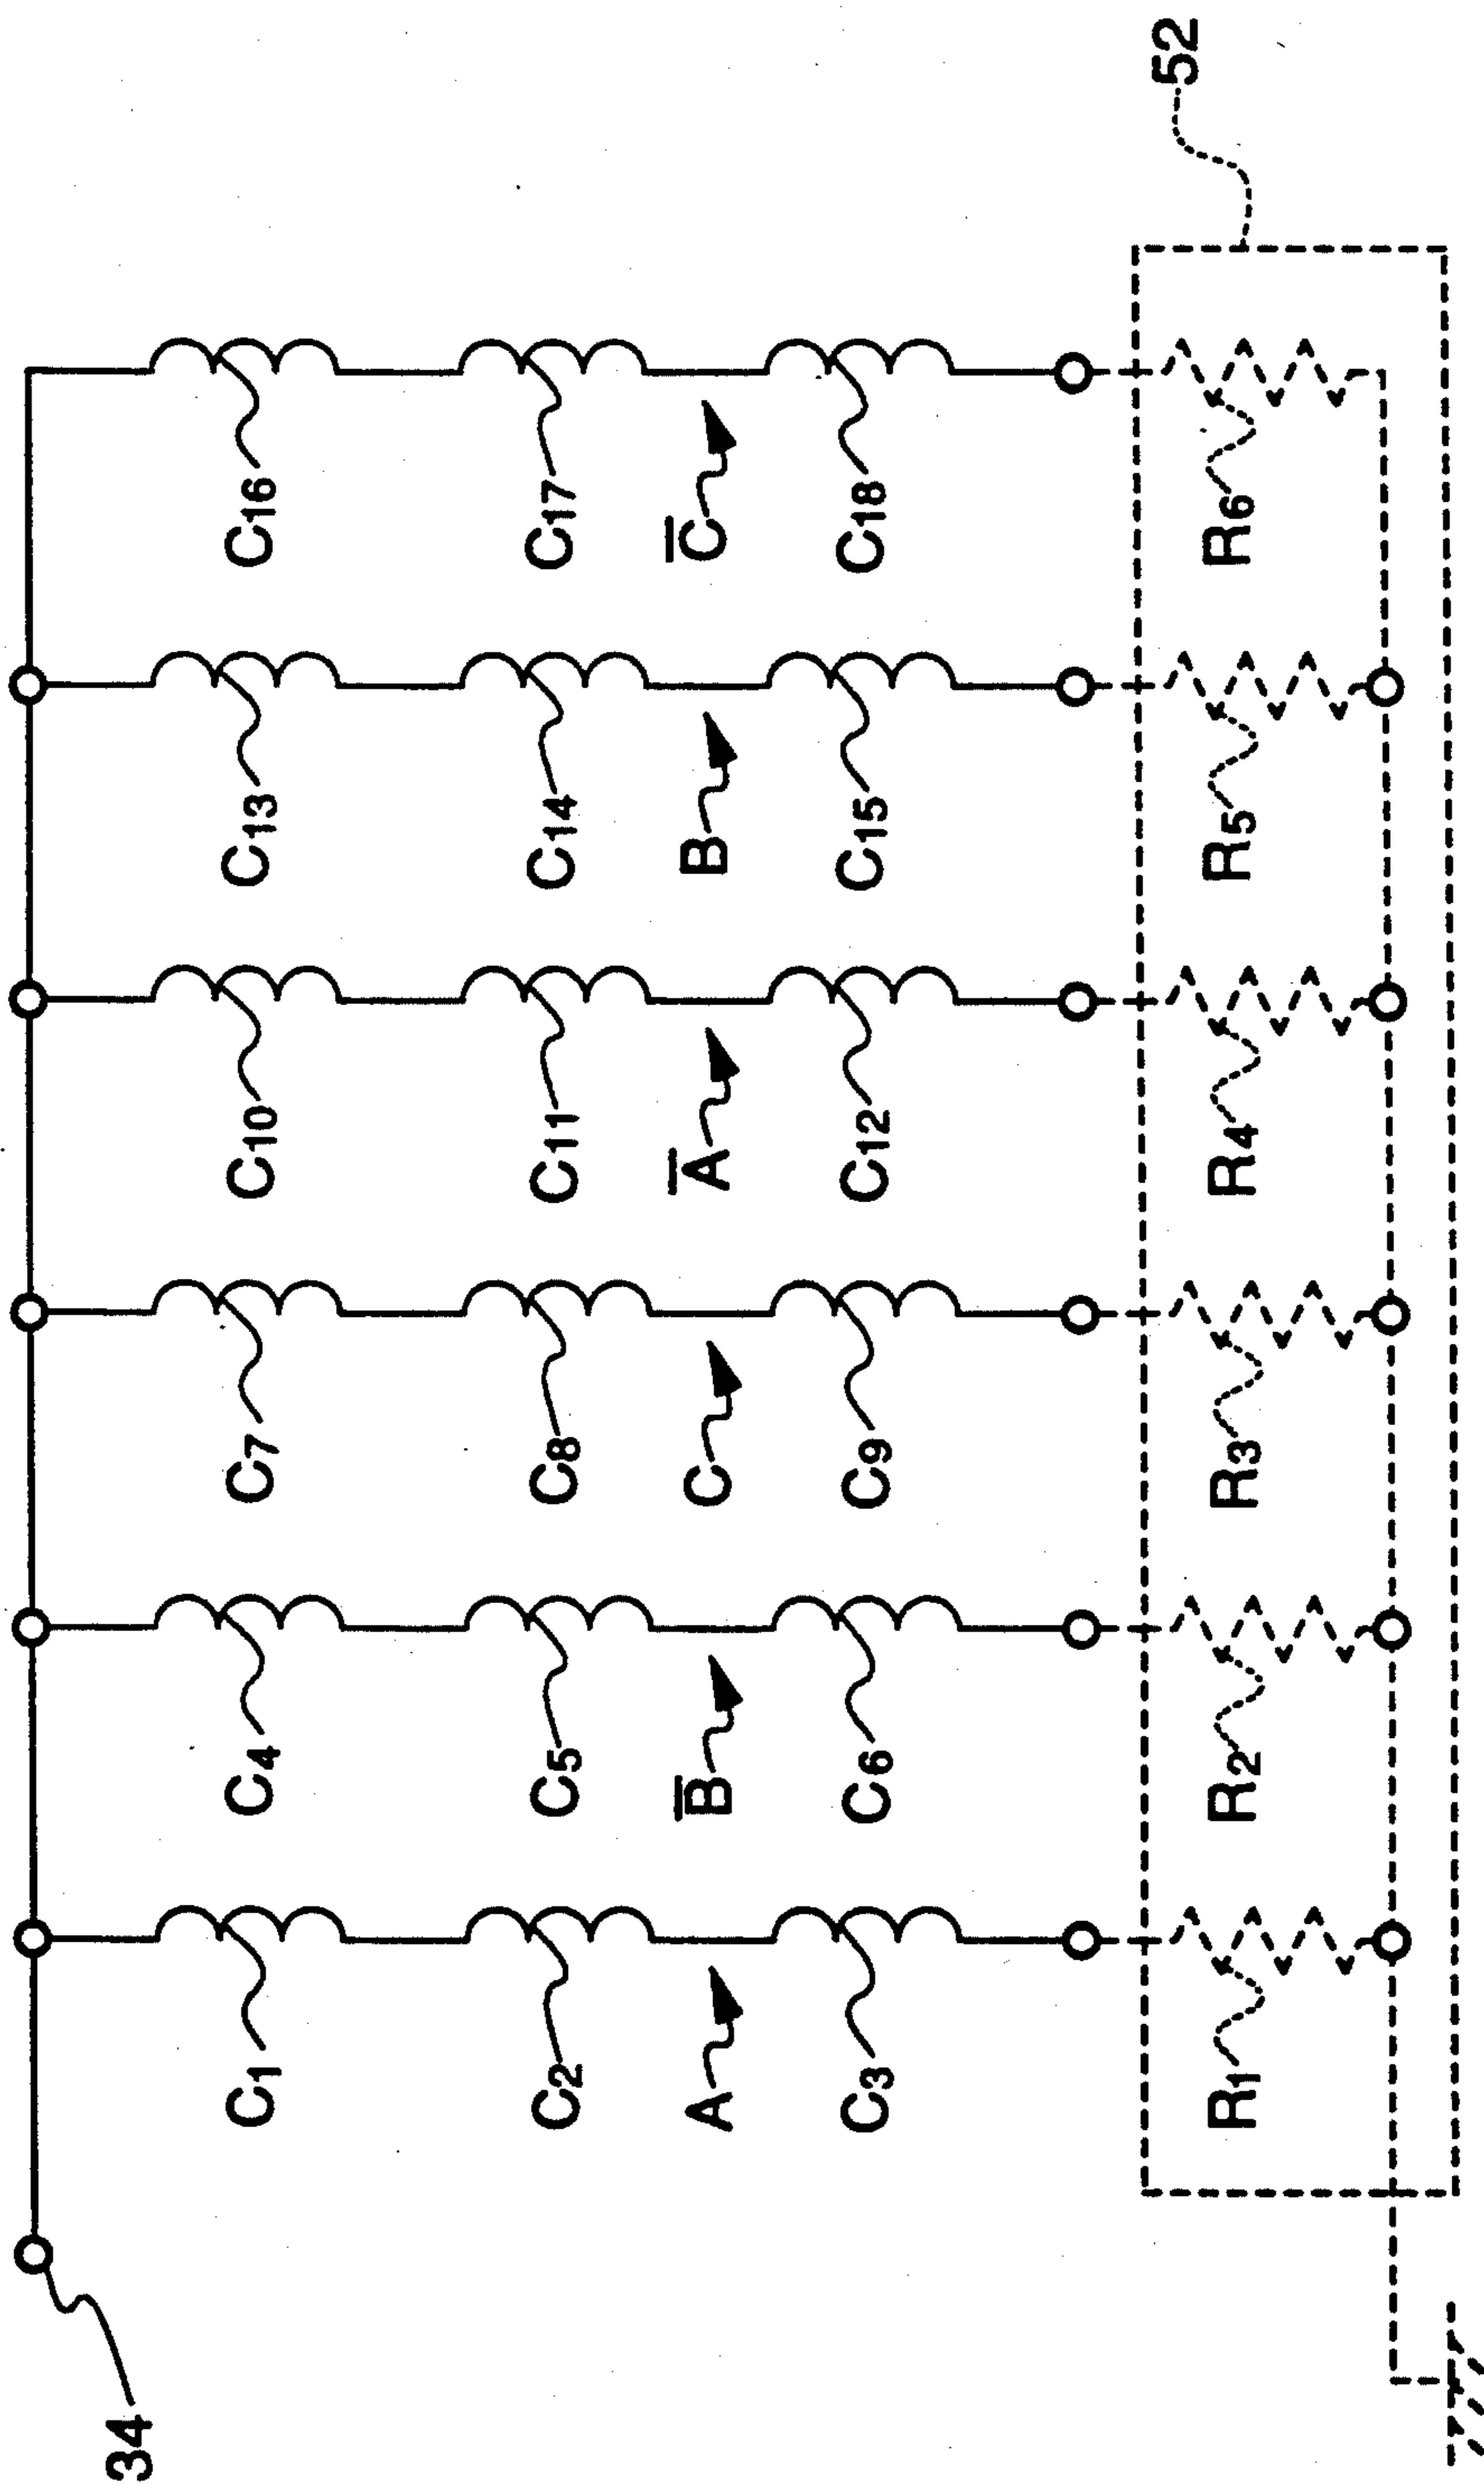 34
C1 C4 C7 C10 C13 C16
C2 C5 C8 C11 C14 C17
A B̅ C A̅ B C̅
C3 C6 C9 C12 C15 C18
52
R1 R2 R3 R4 R5 R6